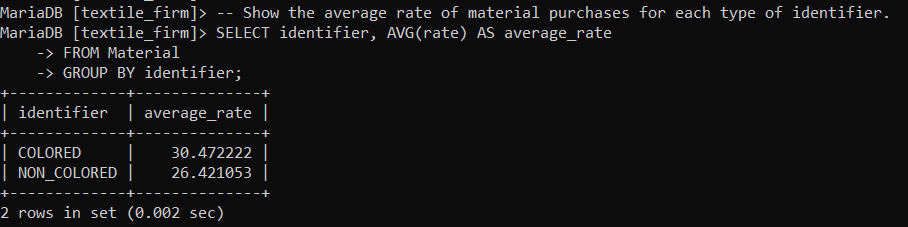 MariaDB [textile_firm]> -- Show the average rate of material purchases for each type of identifier.
MariaDB [textile_firm]> SELECT identifier, AVG(rate) AS average_rate
    -> FROM Material
    -> GROUP BY identifier;
+-------------+--------------+
| identifier  | average_rate |
+-------------+--------------+
| COLORED     |    30.472222 |
| NON_COLORED |    26.421053 |
+-------------+--------------+
2 rows in set (0.002 sec)